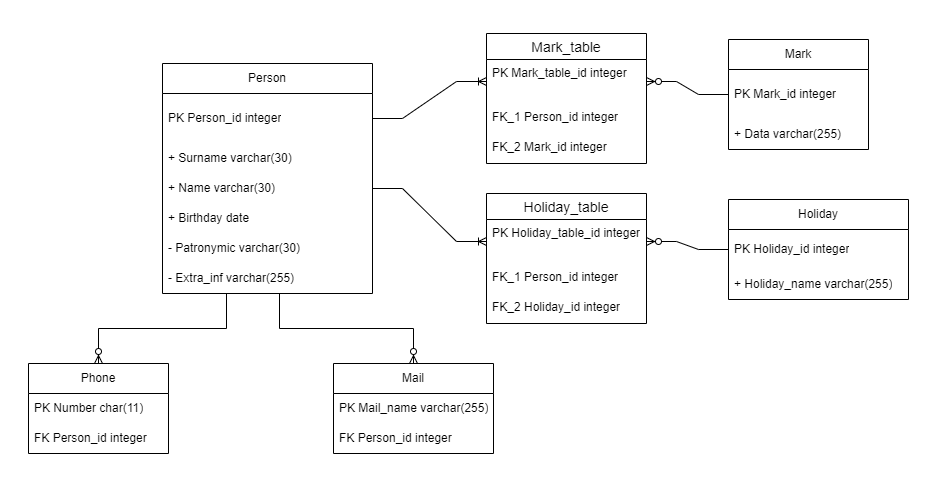 Person
PK Person_id integer
+ Surname varchar(30)
+ Name varchar(30)
+ Birthday date
- Patronymic varchar(30)
- Extra_inf varchar(255)
Mark_table
PK Mark_table_id integer
FK_1 Person_id integer
FK_2 Mark_id integer
Mark
PK Mark_id integer
+ Data varchar(255)
Holiday_table
PK Holiday_table_id integer
FK_1 Person_id integer
FK_2 Holiday_id integer
Holiday
PK Holiday_id integer
+ Holiday_name varchar(255)
Phone
PK Number char(11)
FK Person_id integer
Mail
PK Mail_name varchar(255)
FK Person_id integer